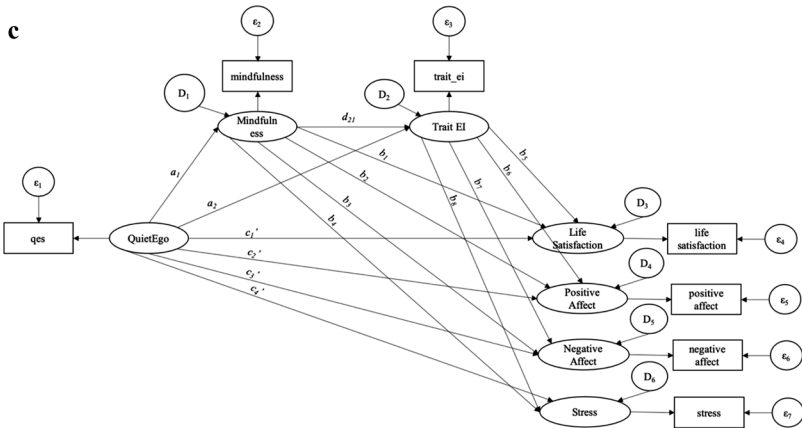 c
ε2
ε3
mindfulness
trait_ei
D1
D2
Mindfuln
ess
d21
Trait EI
b5
b1
b6
ε1
a1
b2
b7
a2
b3
b8
D3
b4
qes
QuietEgo
c1'
Life
Satisfaction
life
satisfaction
ε4
c2'
D4
c3'
Positive
Affect
positive
affect
ε5
c4'
D5
Negative
Affect
negative
affect
ε6
D6
Stress
stress
ε7